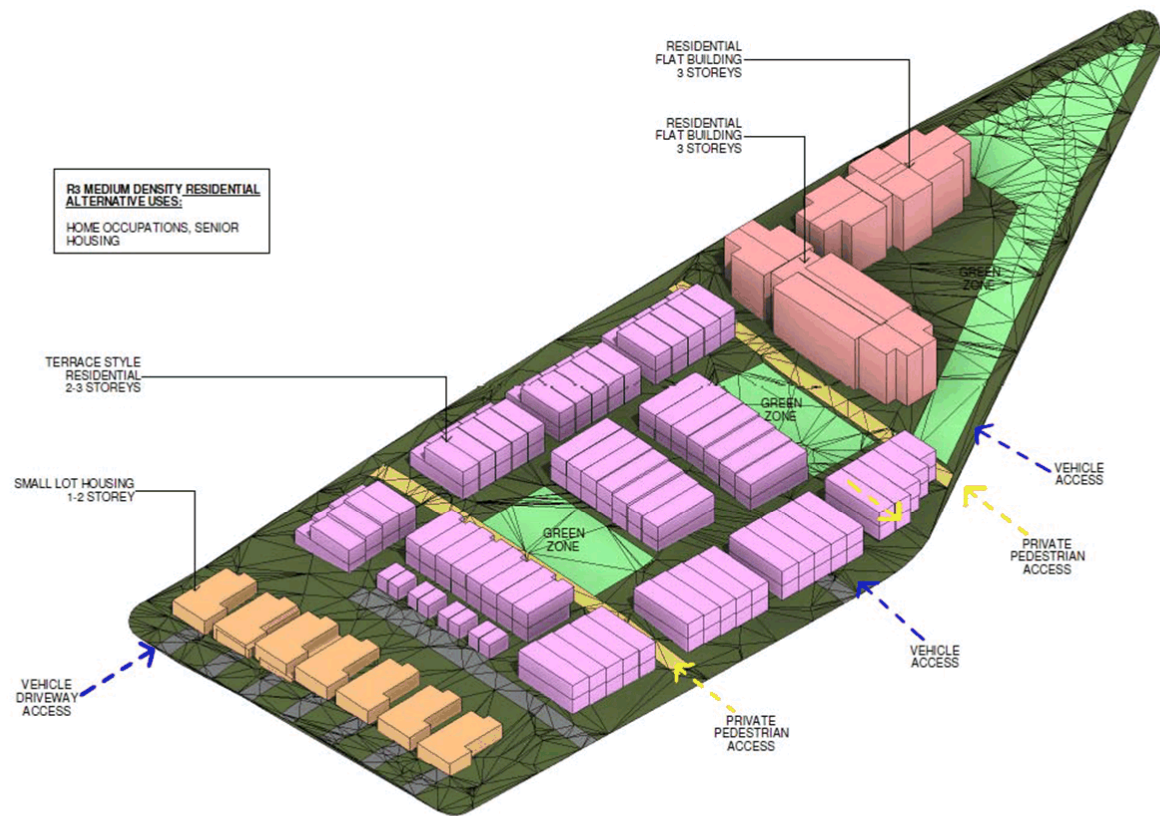 RESIDENTIAL
FLAT BUILDING
3 STOREYS
RESIDENTIAL
FLAT BUILDING
3 STOREYS
R3 MEDIUM DENSITY RESIDENTIAL
ALTERNATIVE USES:
HOME OCCUPATIONS, SENIOR
HOUSING
GREEN
ZONE
TERRACE STYLE
RESIDENTIAL
2-3 STOREYS
GREEN
ZONE
VEHICLE
ACCESS
SMALL LOT HOUSING
1-2 STOREY
GREEN
ZONE
PRIVATE
PEDESTRIAN
ACCESS
VEHICLE
ACCESS
VEHICLE
DRIVEWAY
ACCESS
PRIVATE
PEDESTRIAN
ACCESS